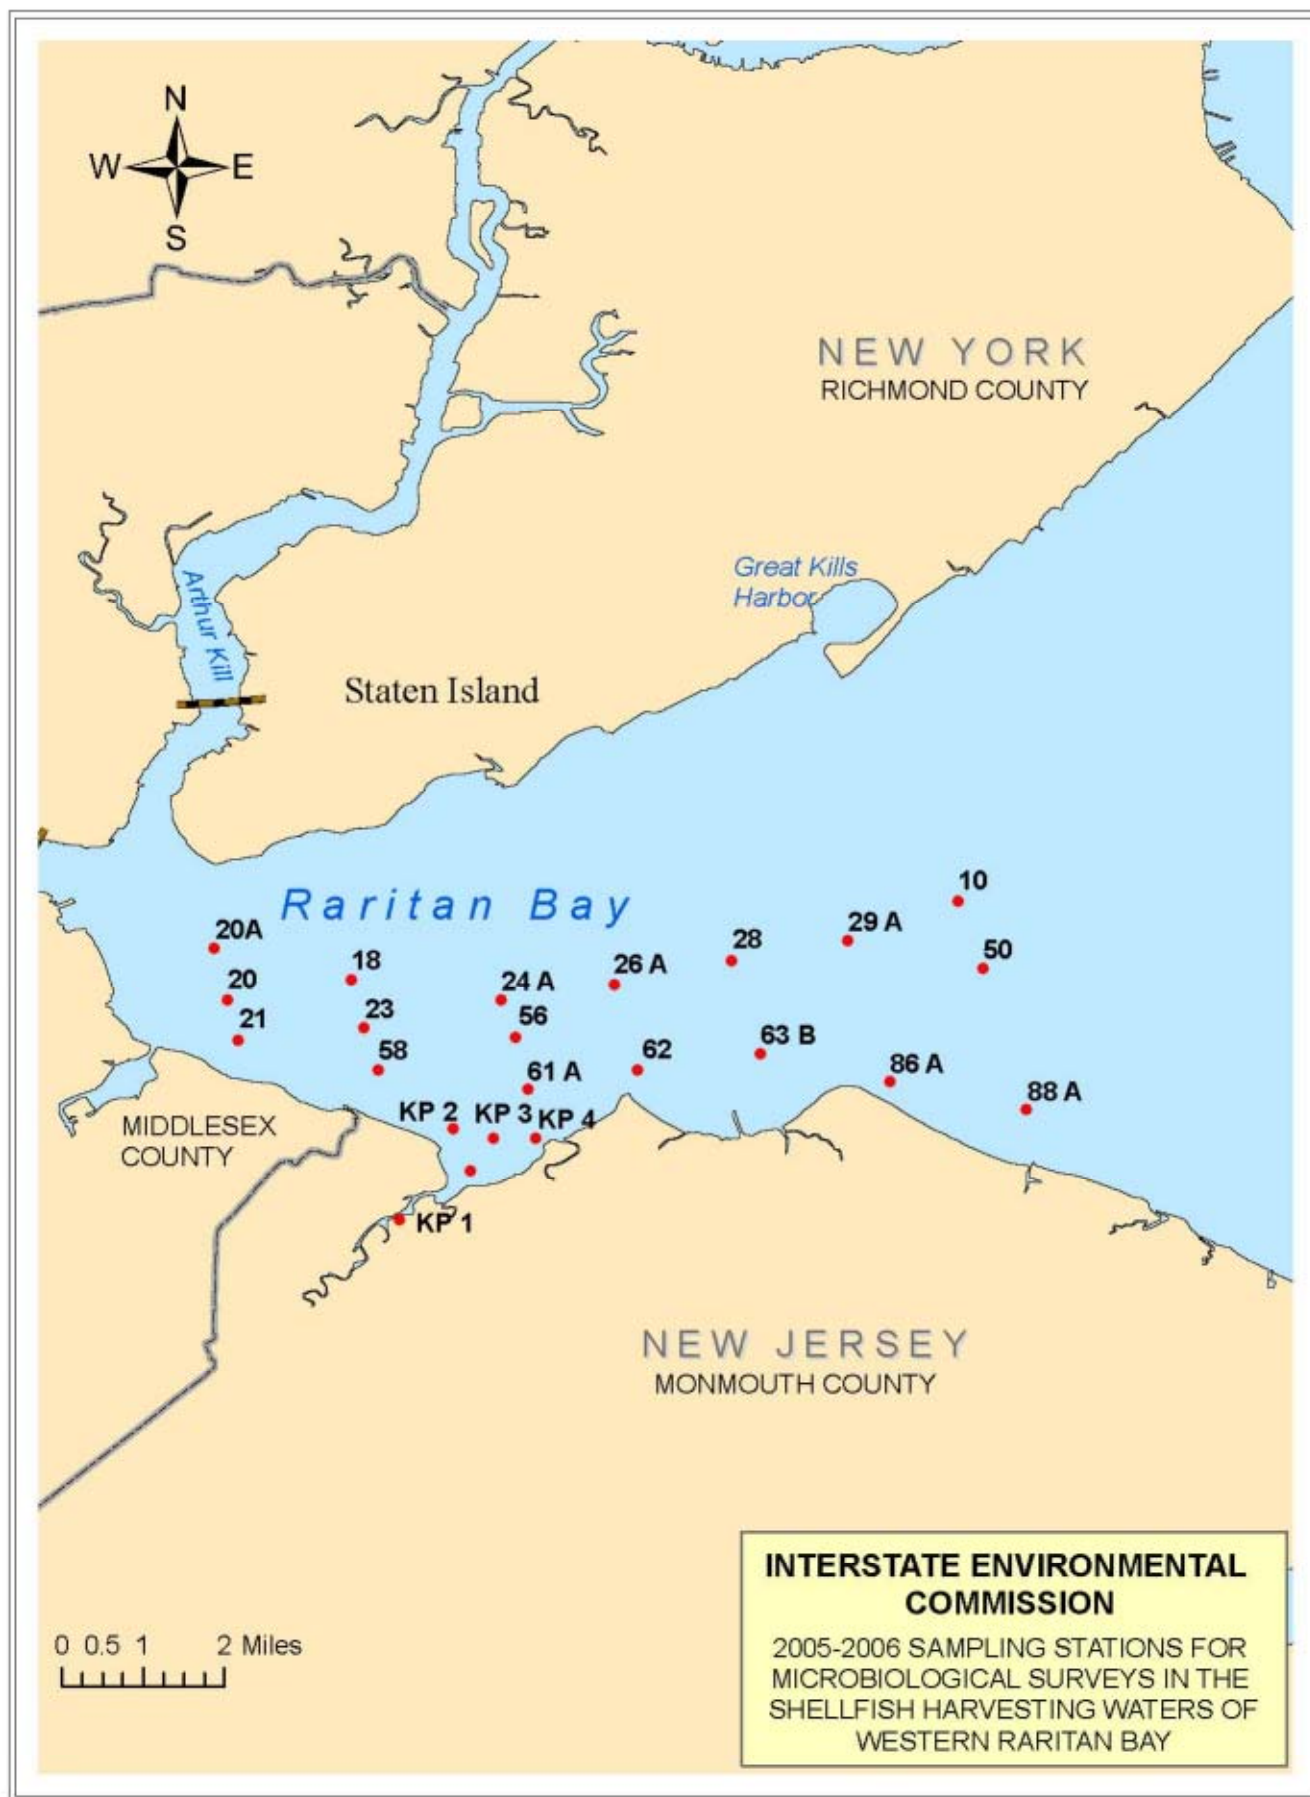 N
W E
S
NEW YORK
RICHMOND COUNTY
Great Kills
Harbor
Arthur Kill
Staten Island
Raritan Bay
10
20A
29 A
28
50
18
26 A
20
24 A
21
23
56
63 B
58
62
86 A
61 A
88 A
KP 2 KP 3 KP 4
MIDDLESEX
COUNTY
KP 1
NEW JERSEY
MONMOUTH COUNTY
INTERSTATE ENVIRONMENTAL
COMMISSION
2005-2006 SAMPLING STATIONS FOR
MICROBIOLOGICAL SURVEYS IN THE
SHELLFISH HARVESTING WATERS OF
WESTERN RARITAN BAY
0 0.5 1 2 Miles